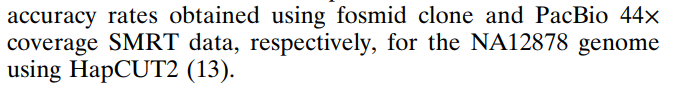 accuracy rates obtained using fosmid clone and PacBio 44×
coverage SMRT data, respectively, for the NA12878 genome
using HapCUT2 (13).